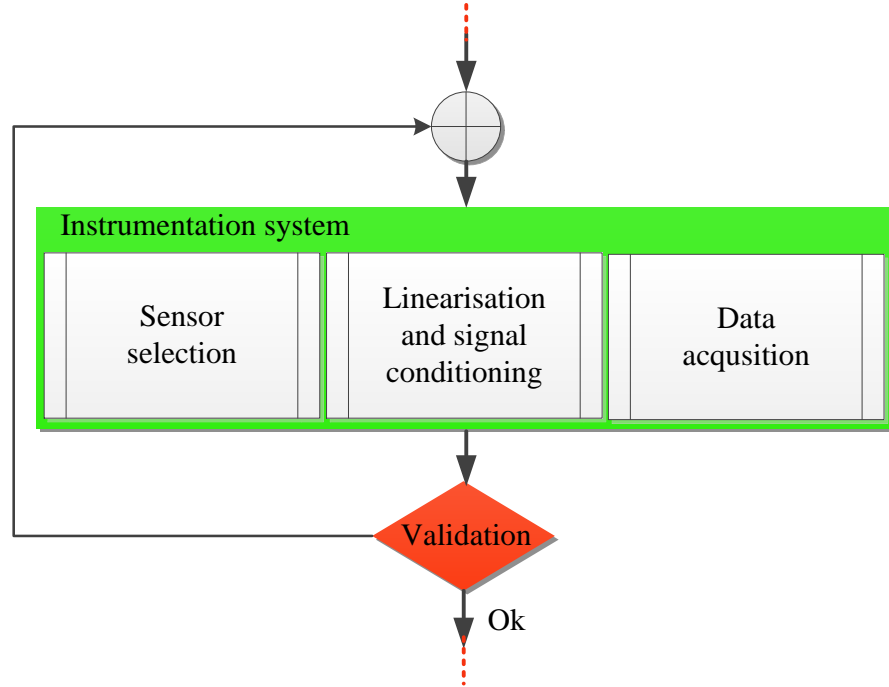 Instrumentation system
Sensor
selection
Linearisation
and signal
conditioning
Data
acqusition
Validation
Ok